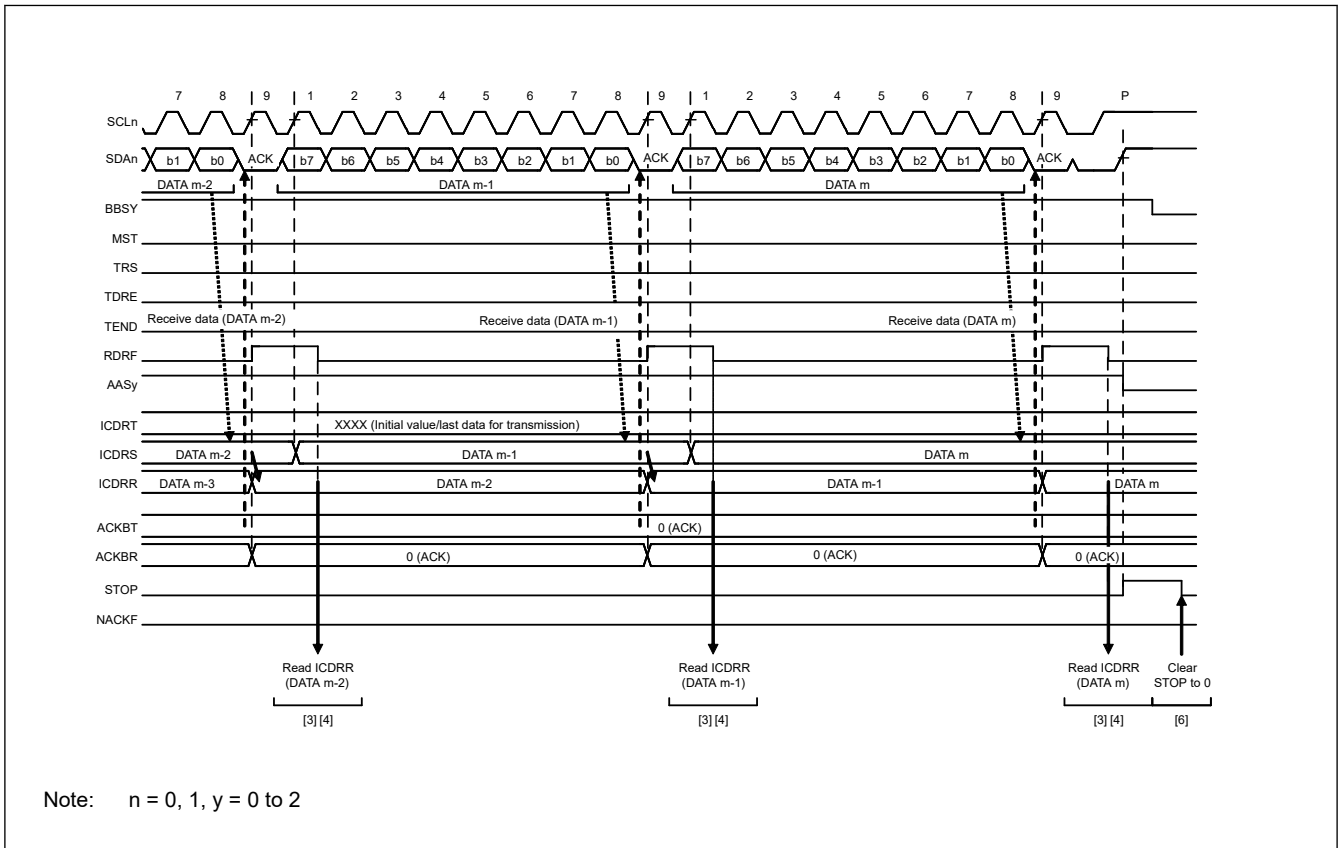 7 8 9 1 2 3 4 5 6 7 8 9 1 2 3 4 5 6 7 8 9 P
SCLn
SDAn b1 b0 ACK b7 b6 b5 b4 b3 b2 b1 b0 ACK b7 b6 b5 b4 b3 b2 b1 b0 ACK
DATA m-2 DATA m-1 DATA m
BBSY
MST
TRS
TDRE
Receive data (DATA m-2) Receive data (DATA m-1) Receive data (DATA m)
TEND
RDRF
AASy
ICDRT XXXX (Initial value/last data for transmission)
ICDRS DATA m-2 DATA m-1 DATA m
ICDRR DATA m-3 DATA m-2 DATA m-1 DATA m
ACKBT 0 (ACK)
ACKBR 0 (ACK) 0 (ACK) 0 (ACK)
STOP
NACKF
Read ICDRR Read ICDRR Read ICDRR Clear
(DATA m-2) (DATA m-1) (DATA m) STOP to 0
[3] [4] [3] [4] [3] [4] [6]
Note: n = 0, 1, y = 0 to 2